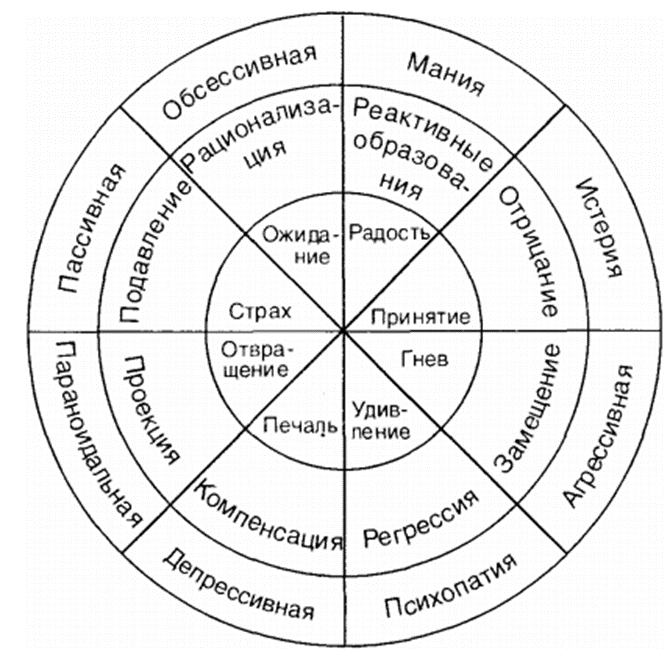 Обсессивная
Мания
Истерия
Агрессивная
Психопатия
Депрессивная
Параноидальная
Пассивная
Рационализа-
ция
Реактивные
образова-
ния
Отрицание
Замещение
Регрессия
Компенсация
Проекция
Подавление
Ожида-
ние
Радость
Принятие
Гнев
Удив-
ление
Печаль
Отвра-
щение
Страх